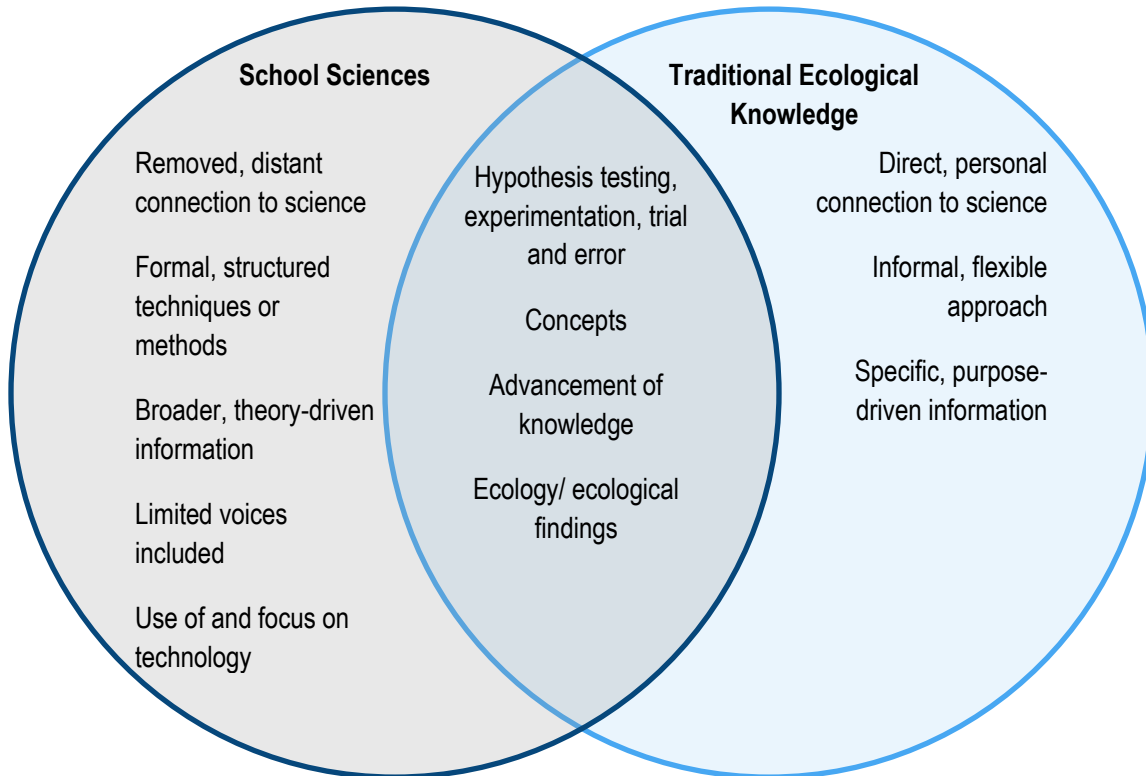 School Sciences
Removed, distant
connection to science
Formal, structured
techniques or
methods
Broader, theory-driven
information
Limited voices
included
Use of and focus on
technology
Hypothesis testing,
experimentation, trial
and error
Concepts
Advancement of
knowledge
Ecology/ ecological
findings
Traditional Ecological
Knowledge
Direct, personal
connection to science
Informal, flexible
approach
Specific, purpose-
driven information